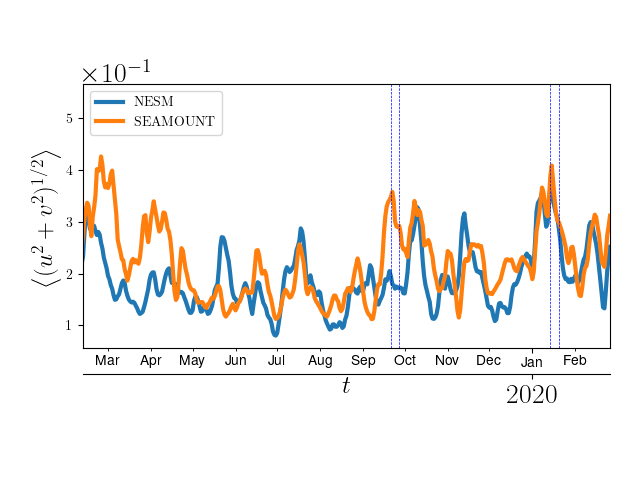 ×10⁻¹
NESM
SEAMOUNT
⟨(u² + v²)^{1/2}⟩
5
4
3
2
1
Mar Apr May Jun Jul Aug Sep Oct Nov Dec Jan Feb
t
2020